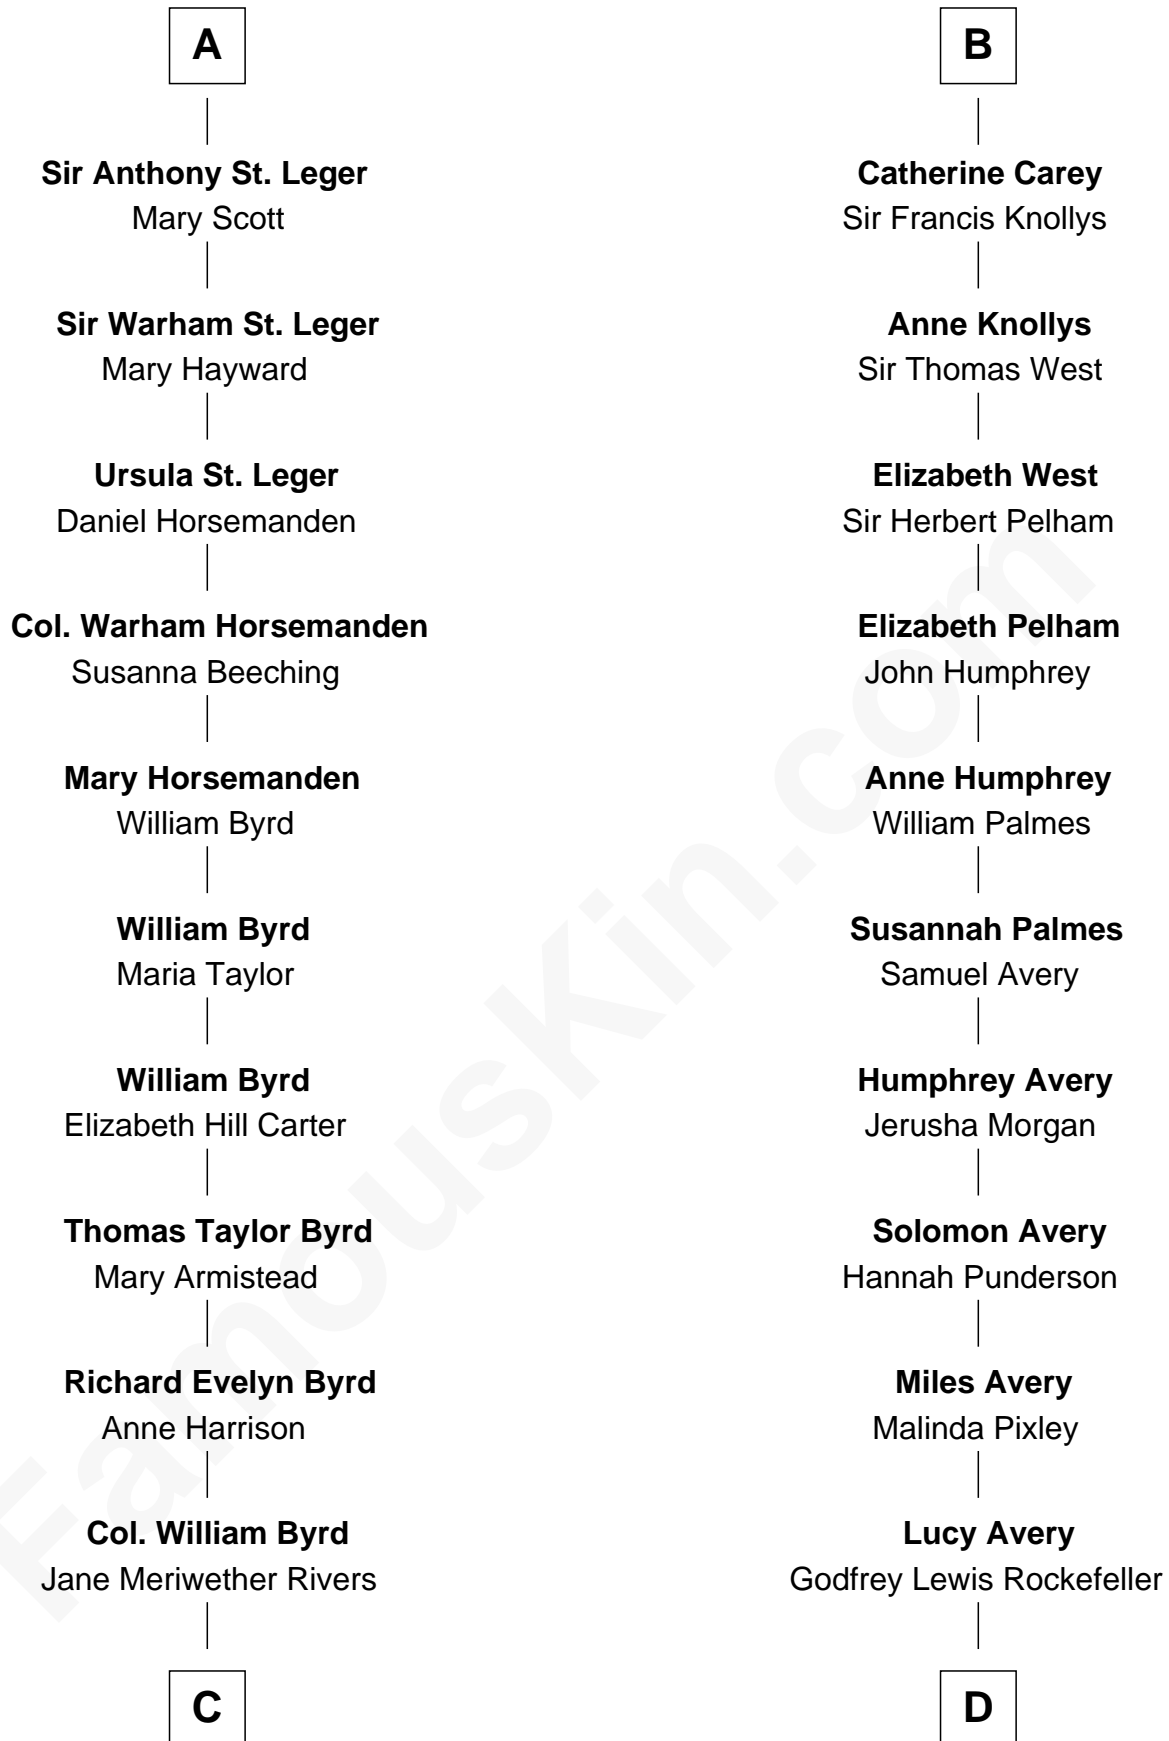 A
Sir Anthony St. Leger
Mary Scott
Sir Warham St. Leger
Mary Hayward
Ursula St. Leger
Daniel Horsemanden
Col. Warham Horsemanden
Susanna Beeching
Mary Horsemanden
William Byrd
William Byrd
Maria Taylor
William Byrd
Elizabeth Hill Carter
Thomas Taylor Byrd
Mary Armistead
Richard Evelyn Byrd
Anne Harrison
Col. William Byrd
Jane Meriwether Rivers
C
B
Catherine Carey
Sir Francis Knollys
Anne Knollys
Sir Thomas West
Elizabeth West
Sir Herbert Pelham
Elizabeth Pelham
John Humphrey
Anne Humphrey
William Palmes
Susannah Palmes
Samuel Avery
Humphrey Avery
Jerusha Morgan
Solomon Avery
Hannah Punderson
Miles Avery
Malinda Pixley
Lucy Avery
Godfrey Lewis Rockefeller
D
FamousKin.com